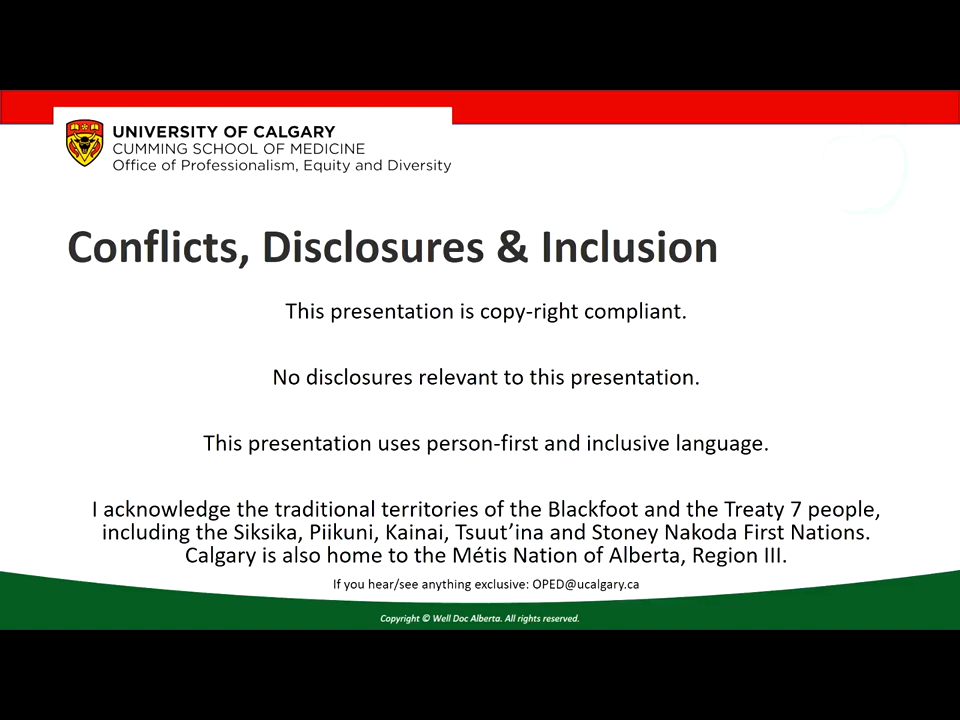 UNIVERSITY OF CALGARY
CUMMING SCHOOL OF MEDICINE
Office of Professionalism, Equity and Diversity
Conflicts, Disclosures & Inclusion
This presentation is copy-right compliant.
No disclosures relevant to this presentation.
This presentation uses person-first and inclusive language.
I acknowledge the traditional territories of the Blackfoot and the Treaty 7 people,
including the Siksika, Piikuni, Kainai, Tsuut’ina and Stoney Nakoda First Nations.
Calgary is also home to the Métis Nation of Alberta, Region III.
If you hear/see anything exclusive: OPED@ucalgary.ca
Copyright © Well Doc Alberta. All rights reserved.